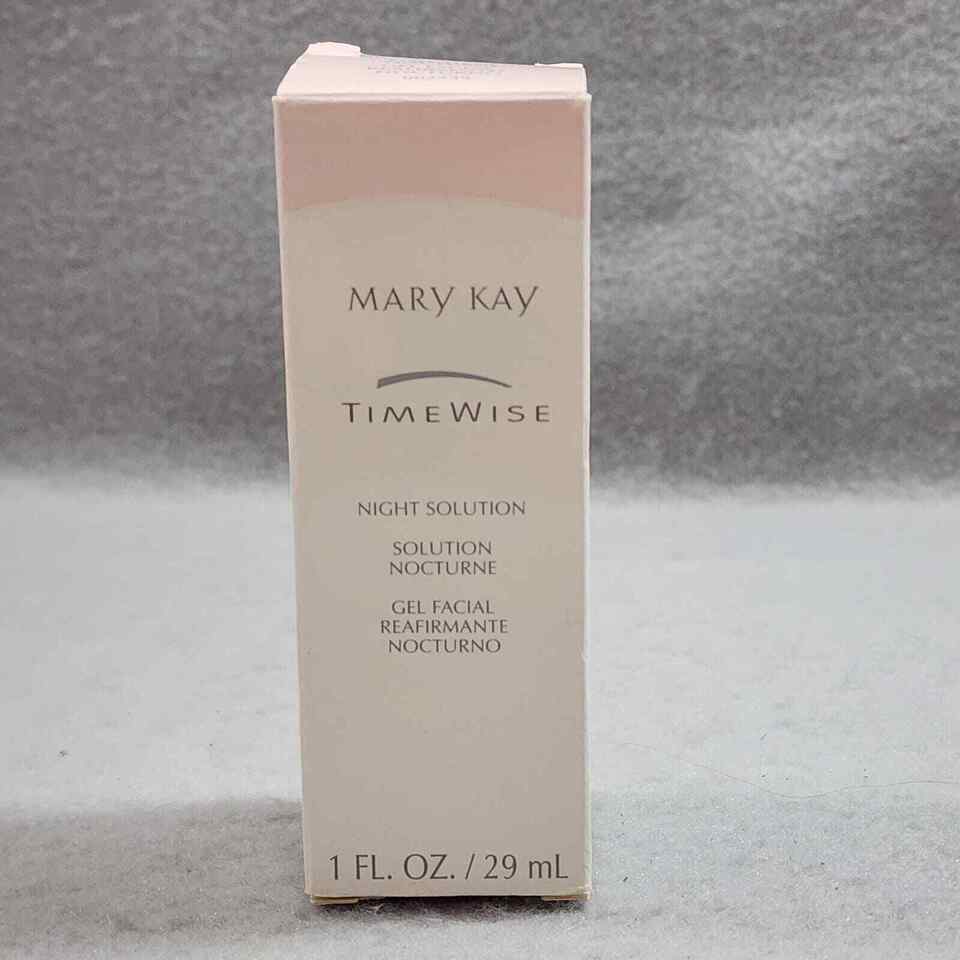 MARY KAY
TIMEWISE
NIGHT SOLUTION
SOLUTION
NOCTURNE
GEL FACIAL
REAFIRMANTE
NOCTURNO
1 FL. OZ. / 29 mL